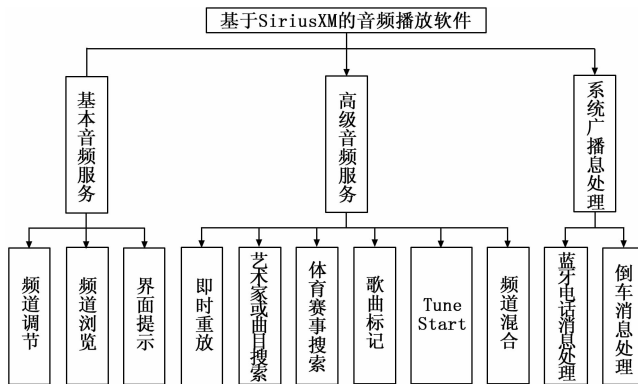 基于SiriusXM的音频播放软件
基本音频服务
高级音频服务
系统广播息处理
频道调节
频道浏览
界面提示
即时重放
艺术家或曲目搜索
体育赛事搜索
歌曲标记
Tune
Start
频道混合
蓝牙电话消息处理
倒车消息处理